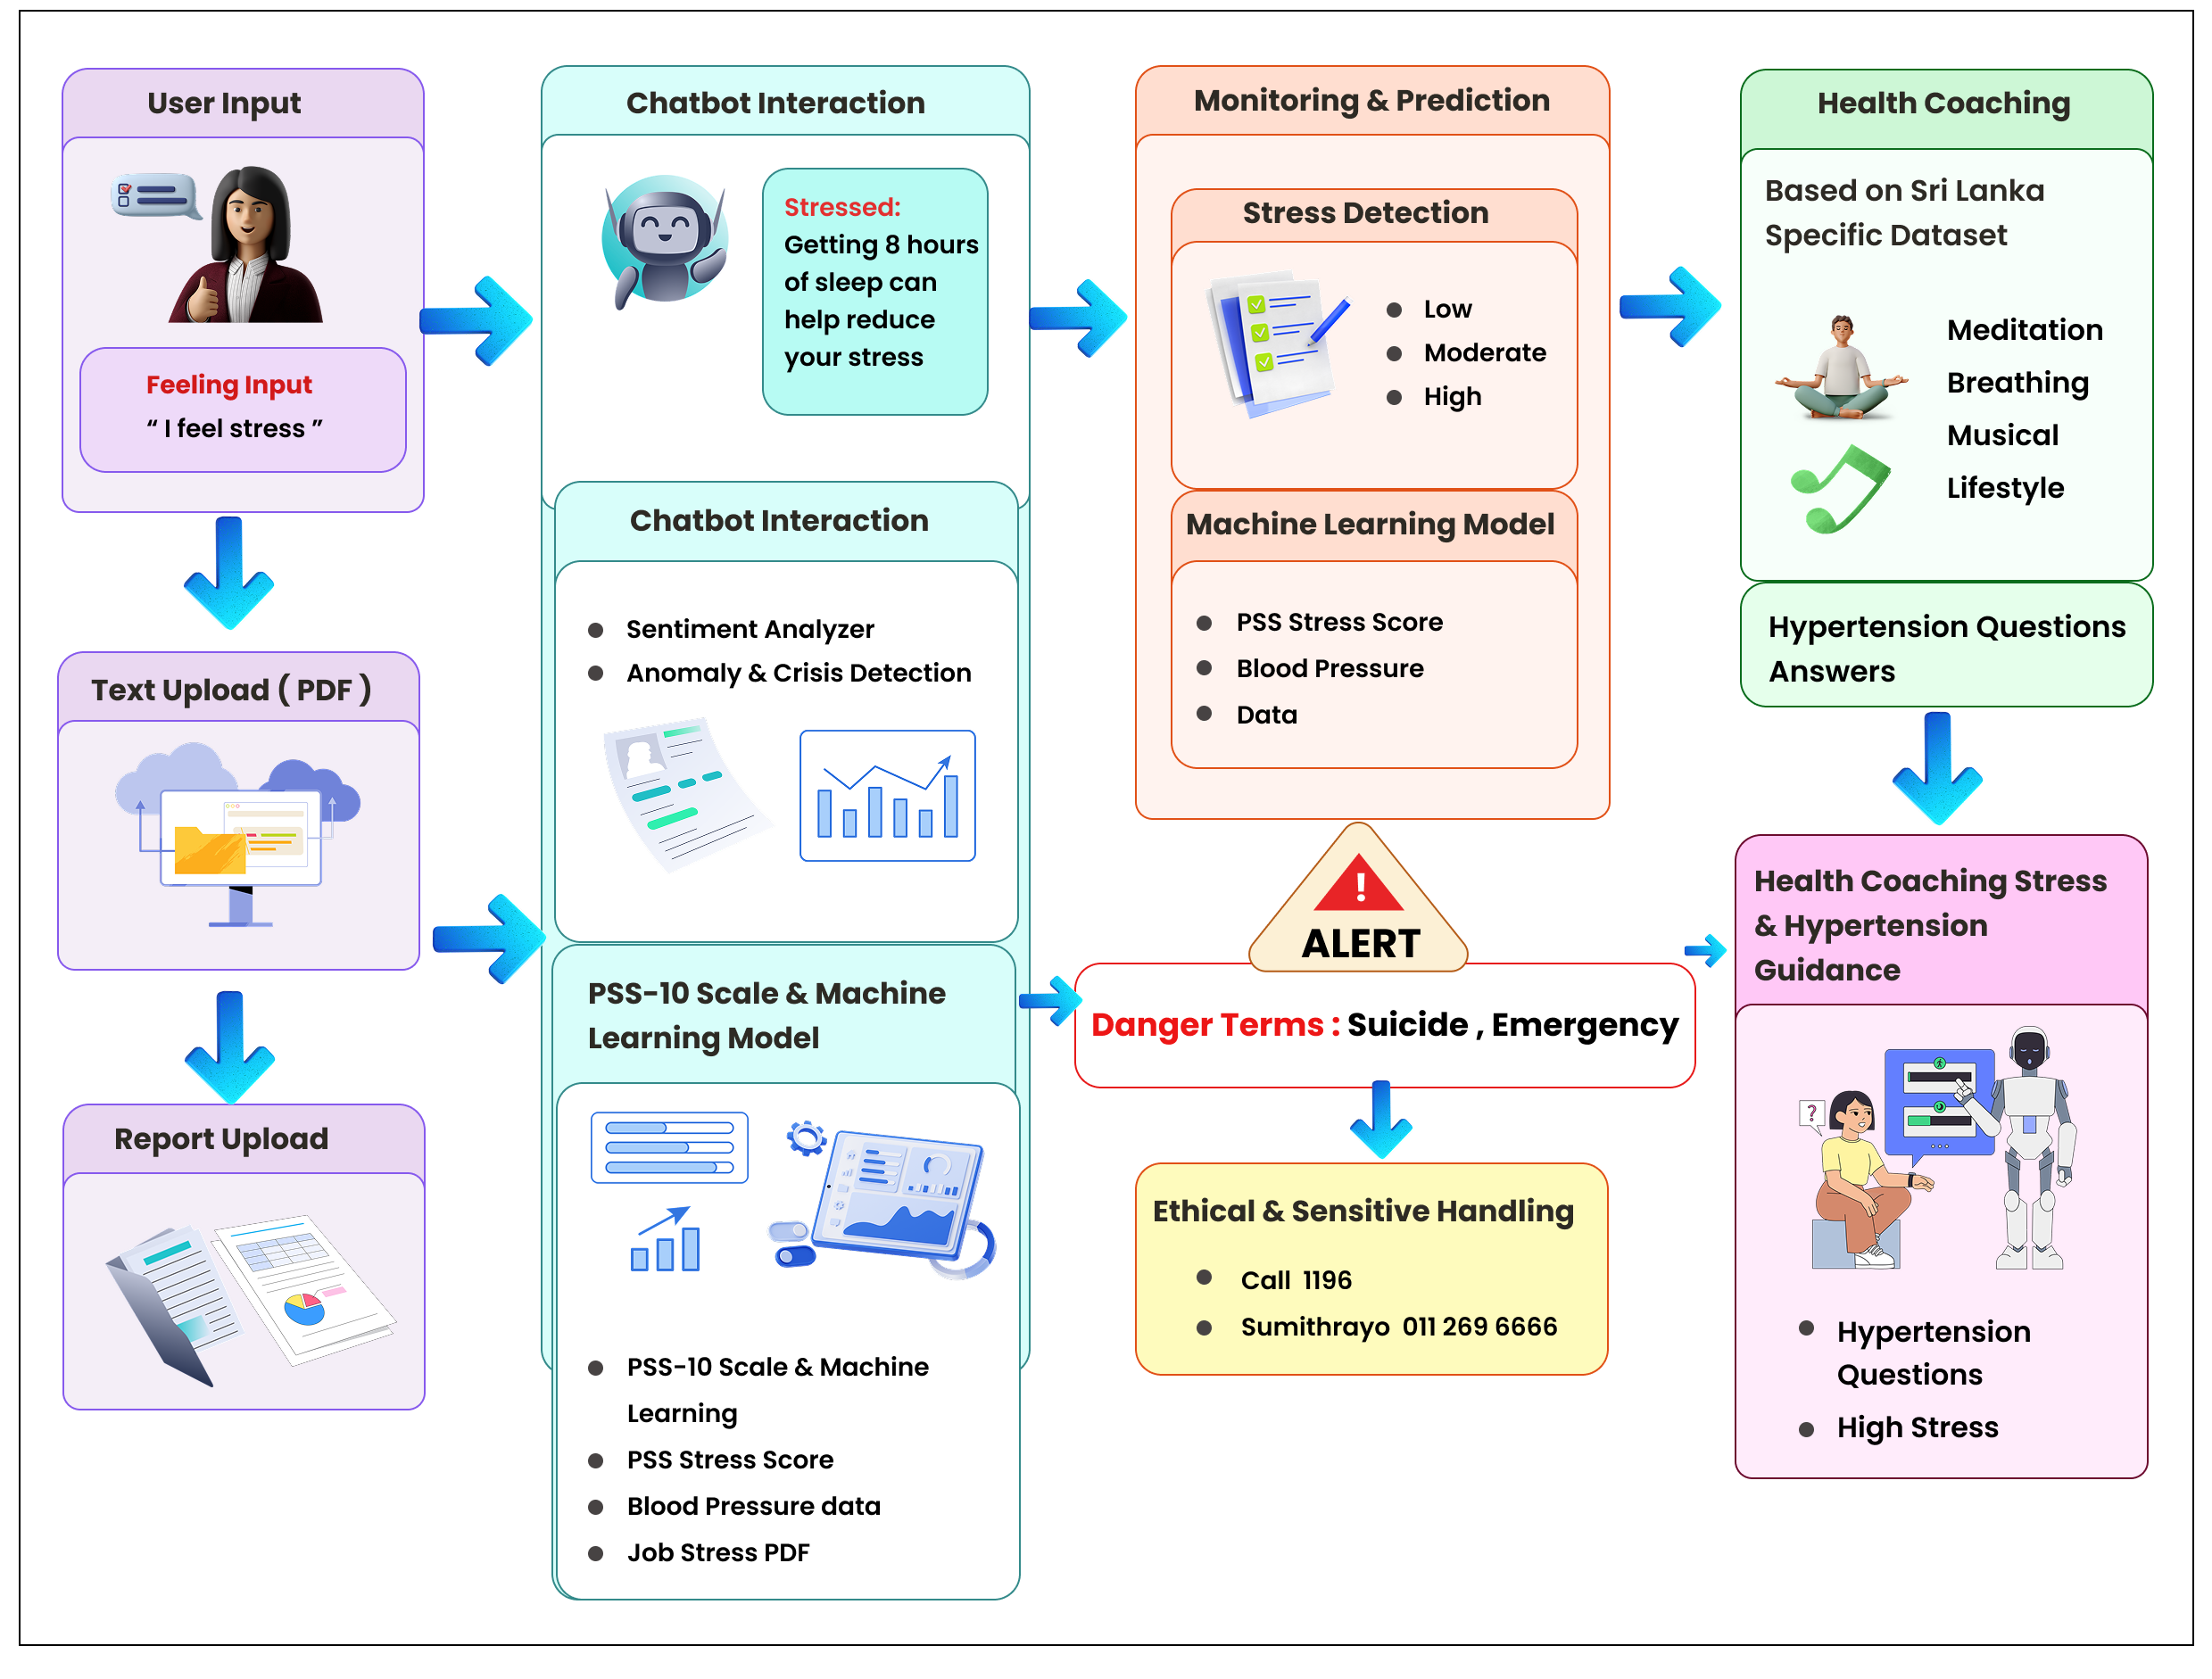 User Input
Feeling Input
“ I feel stress ”
Text Upload ( PDF )
Report Upload
Chatbot Interaction
Stressed:
Getting 8 hours
of sleep can
help reduce
your stress
Chatbot Interaction
Sentiment Analyzer
Anomaly & Crisis Detection
PSS-10 Scale & Machine
Learning Model
PSS-10 Scale & Machine
Learning
PSS Stress Score
Blood Pressure data
Job Stress PDF
Monitoring & Prediction
Stress Detection
Low
Moderate
High
Machine Learning Model
PSS Stress Score
Blood Pressure
Data
!
ALERT
Danger Terms : Suicide , Emergency
Ethical & Sensitive Handling
Call 1196
Sumithrayo 011 269 6666
Health Coaching
Based on Sri Lanka
Specific Dataset
Meditation
Breathing
Musical
Lifestyle
Hypertension Questions
Answers
Health Coaching Stress
& Hypertension
Guidance
?
Hypertension
Questions
High Stress